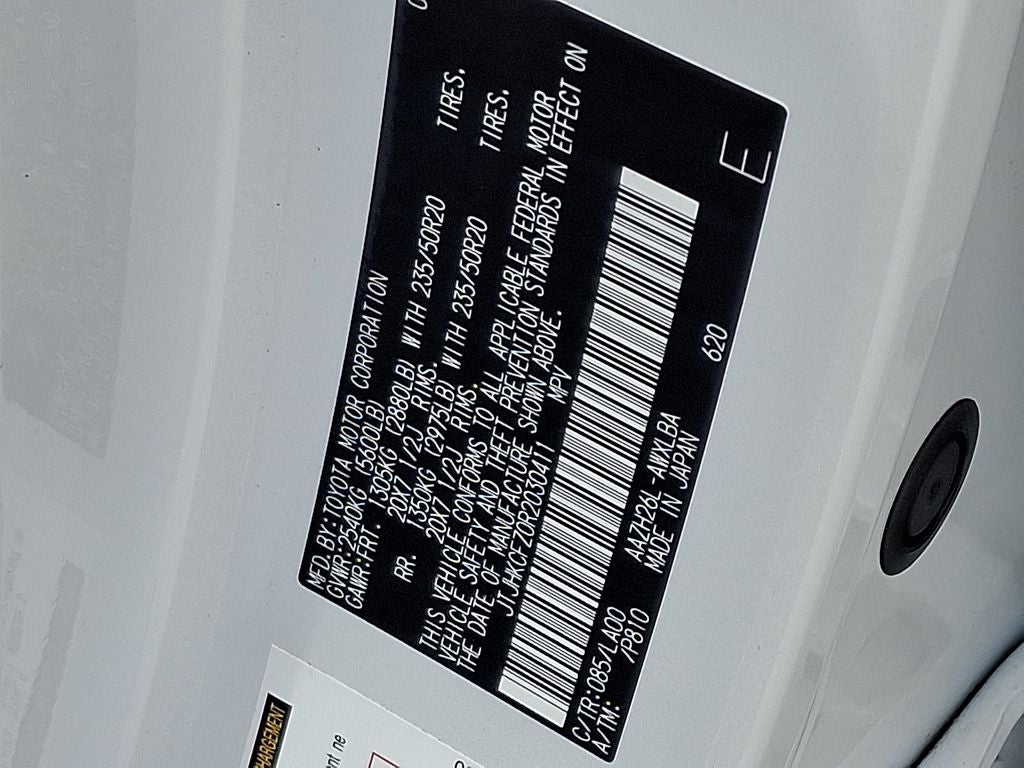 MFD. BY: TOYOTA MOTOR CORPORATION
GVWR: 2540KG (5600LB)
GAWR: FRT. 1305KG (2880LB) WITH 235/50R20 TIRES,
20X7 1/2J RIMS.
RR. 1350KG (2975LB) WITH 235/50R20 TIRES,
20X7 1/2J RIMS.
THIS VEHICLE CONFORMS TO ALL APPLICABLE FEDERAL MOTOR
VEHICLE SAFETY AND THEFT PREVENTION STANDARDS IN EFFECT ON
THE DATE OF MANUFACTURE SHOWN ABOVE.
JTJHKCFZ0R2030411 MPV
C/TR: 085/LA00 AAZH26L-AWXLBA 620 E
A/TM: /P810 MADE IN JAPAN
HARGEMENT
ent ne